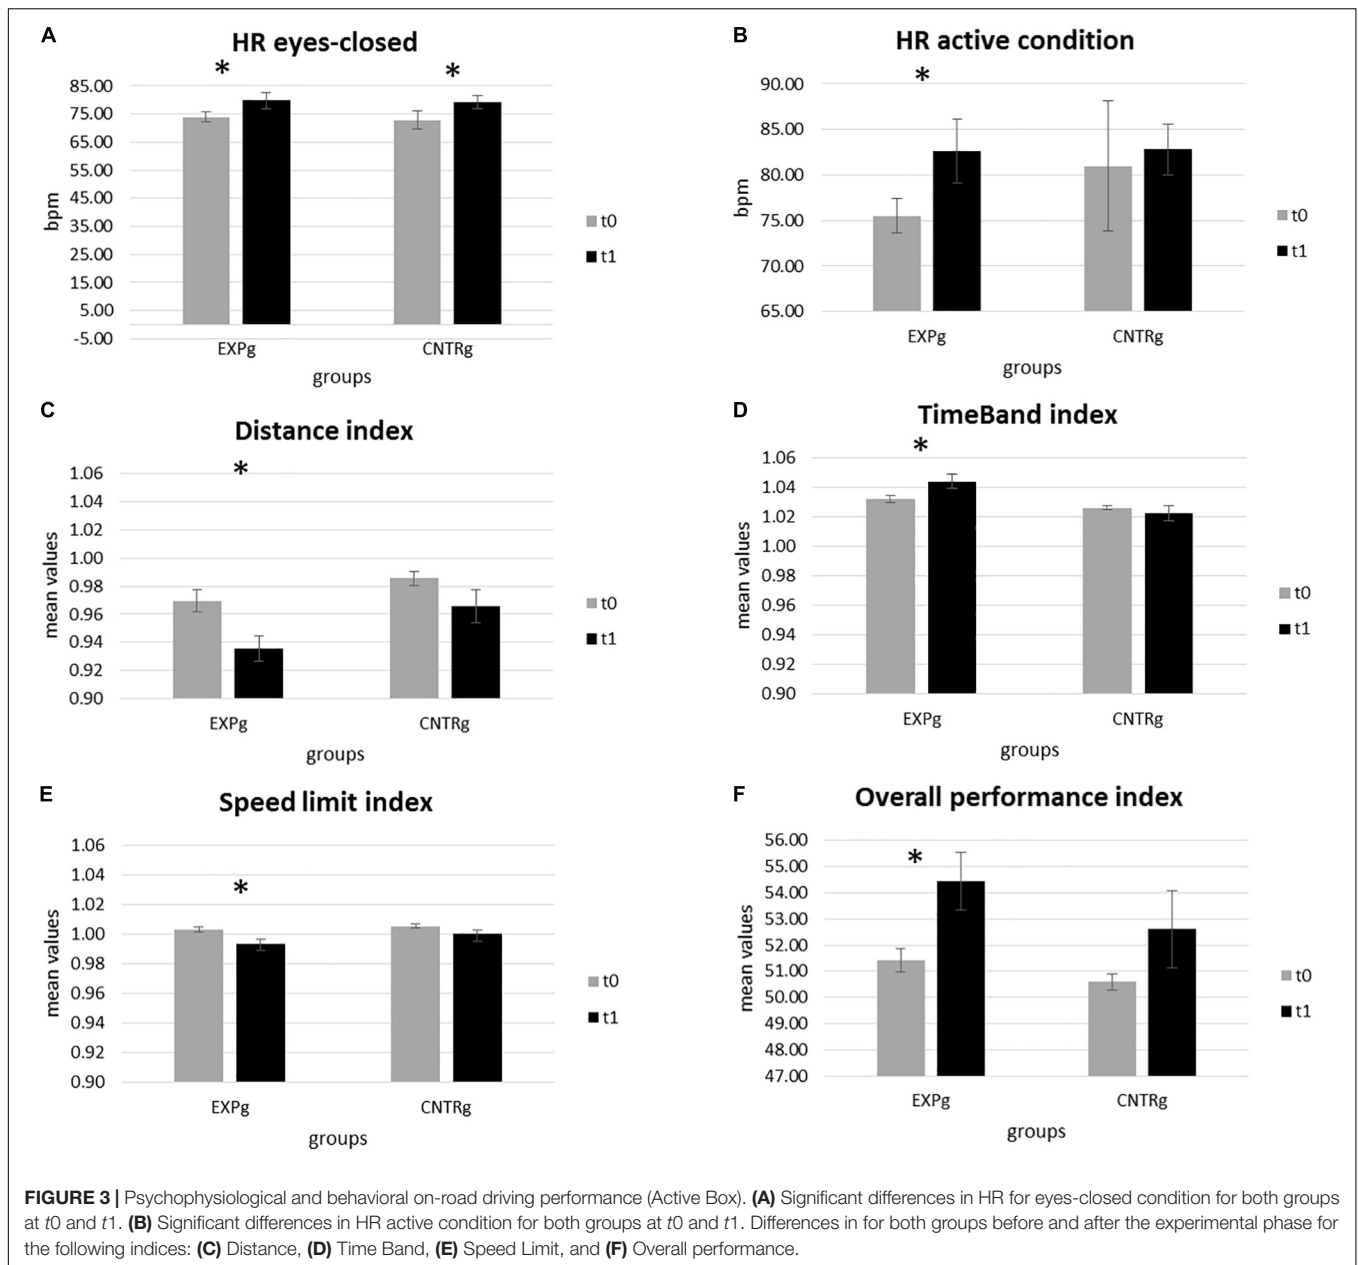 A
HR eyes-closed
*
*
85.00
75.00
65.00
55.00
45.00
35.00
25.00
15.00
5.00
-5.00
bpm
EXPg
CNTRg
groups
t0
t1
B
HR active condition
*
90.00
85.00
80.00
75.00
70.00
65.00
bpm
EXPg
CNTRg
groups
t0
t1
C
Distance index
*
1.06
1.04
1.02
1.00
0.98
0.96
0.94
0.92
0.90
mean values
EXPg
CNTRg
groups
t0
t1
D
TimeBand index
*
1.06
1.04
1.02
1.00
0.98
0.96
0.94
0.92
0.90
mean values
EXPg
CNTRg
groups
t0
t1
E
Speed limit index
*
1.06
1.04
1.02
1.00
0.98
0.96
0.94
0.92
0.90
mean values
EXPg
CNTRg
groups
t0
t1
F
Overall performance index
*
56.00
55.00
54.00
53.00
52.00
51.00
50.00
49.00
48.00
47.00
mean values
EXPg
CNTRg
groups
t0
t1
FIGURE 3 | Psychophysiological and behavioral on-road driving performance (Active Box). (A) Significant differences in HR for eyes-closed condition for both groups
at t0 and t1. (B) Significant differences in HR active condition for both groups at t0 and t1. Differences in for both groups before and after the experimental phase for
the following indices: (C) Distance, (D) Time Band, (E) Speed Limit, and (F) Overall performance.